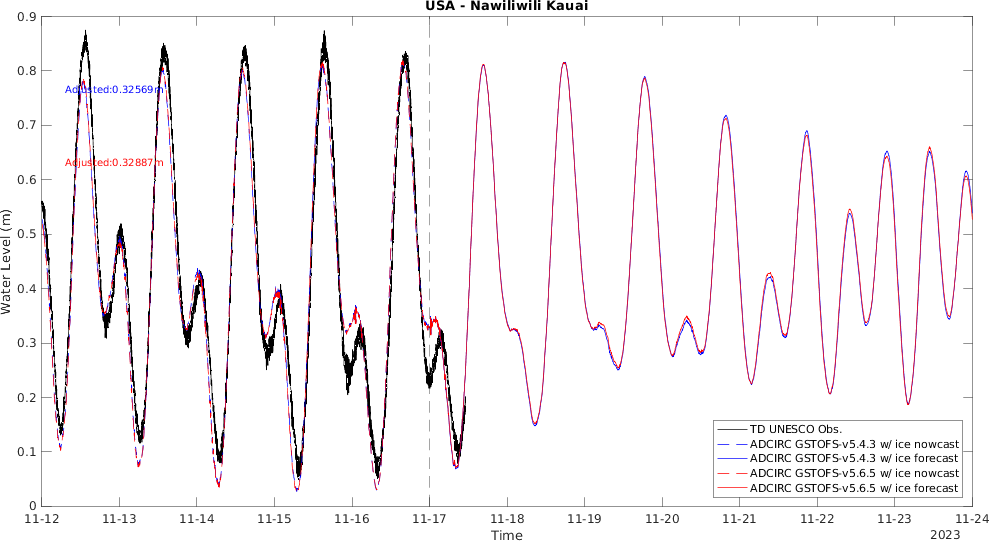 USA - Nawiliwili Kauai
0.9
0.8
0.7
0.6
0.5
0.4
0.3
0.2
0.1
0
Water Level (m)
Adjusted:0.32569m
Adjusted:0.32887m
TD UNESCO Obs.
ADCIRC GSTOFS-v5.4.3 w/ ice nowcast
ADCIRC GSTOFS-v5.4.3 w/ ice forecast
ADCIRC GSTOFS-v5.6.5 w/ ice nowcast
ADCIRC GSTOFS-v5.6.5 w/ ice forecast
11-12 11-13 11-14 11-15 11-16 11-17 11-18 11-19 11-20 11-21 11-22 11-23 11-24
Time
2023